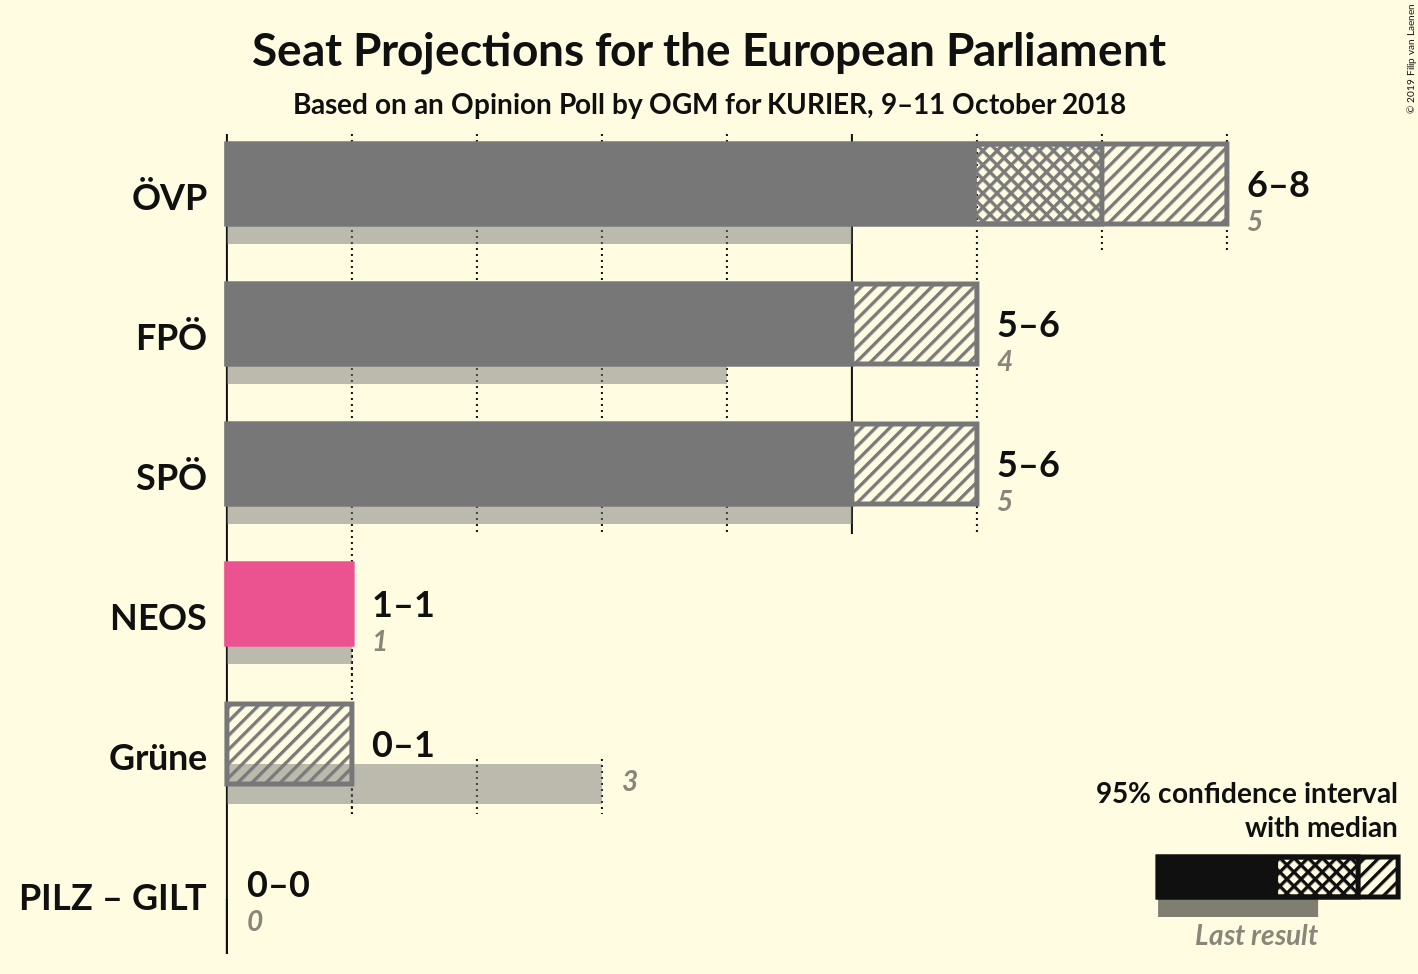 Seat Projections for the European Parliament
Based on an Opinion Poll by OGM for KURIER, 9–11 October 2018
© 2019 Filip van Laenen
ÖVP
6–8
5
FPÖ
5–6
4
SPÖ
5–6
5
NEOS
1–1
1
Grüne
0–1
3
PILZ – GILT
0–0
0
95% confidence interval
with median
Last result